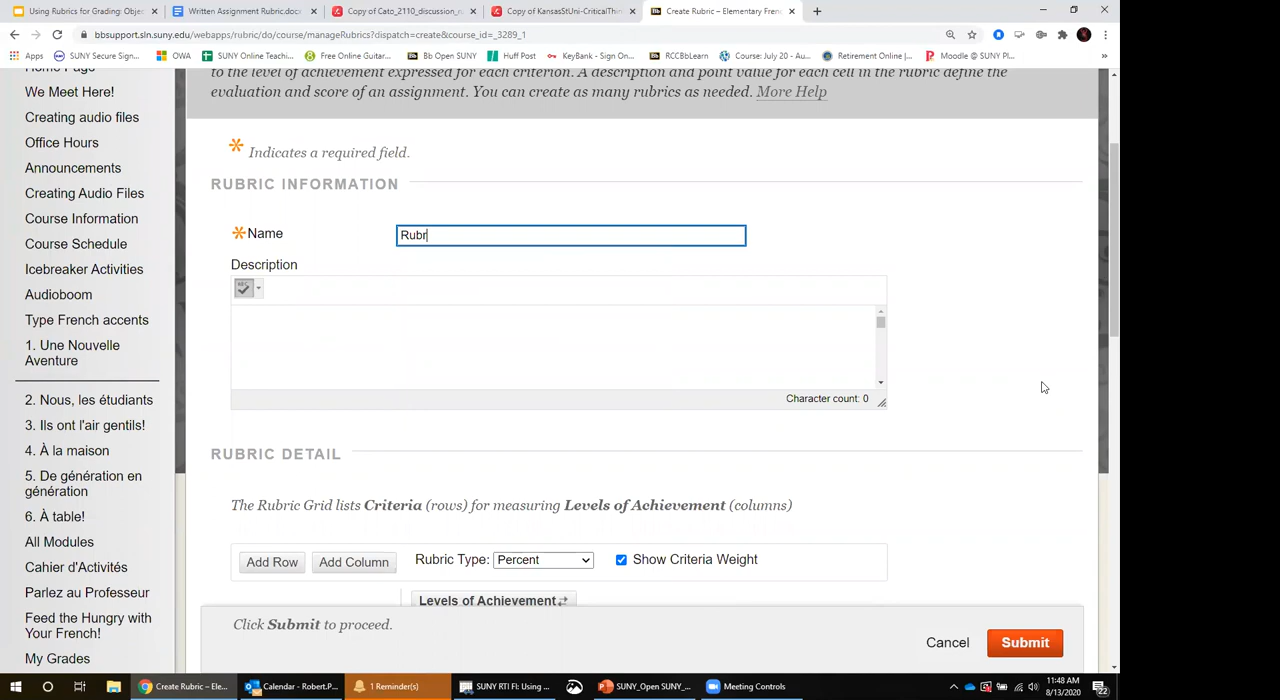 Using Rubrics for Grading: Objec
Written Assignment Rubric.docx
Copy of Cato_2110_discussion_ru
Copy of KansasStUni-CriticalThin
Create Rubric – Elementary Fren
bbsupport.sln.suny.edu/webapps/rubric/do/course/manageRubrics?dispatch=create&course_id=_3289_1
Apps
SUNY Secure Sign...
OWA
SUNY Online Teachi...
Free Online Guitar...
Bb Open SUNY
Huff Post
KeyBank - Sign On...
RCCBbLearn
Course: July 20 - Au...
Retirement Online |...
Moodle @ SUNY Pl...
Home Page
We Meet Here!
Creating audio files
Office Hours
Announcements
Creating Audio Files
Course Information
Course Schedule
Icebreaker Activities
Audioboom
Type French accents
1. Une Nouvelle
Aventure
2. Nous, les étudiants
3. Ils ont l'air gentils!
4. À la maison
5. De génération en
génération
6. À table!
All Modules
Cahier d'Activités
Parlez au Professeur
Feed the Hungry with
Your French!
My Grades
to the level of achievement expressed for each criterion. A description and point value for each cell in the rubric define the
evaluation and score of an assignment. You can create as many rubrics as needed. More Help
Indicates a required field.
RUBRIC INFORMATION
Name
Rubr
Description
Character count: 0
RUBRIC DETAIL
The Rubric Grid lists Criteria (rows) for measuring Levels of Achievement (columns)
Add Row
Add Column
Rubric Type: Percent
Show Criteria Weight
Levels of Achievement
Click Submit to proceed.
Cancel
Submit
Create Rubric – Ele...
Calendar - Robert.P...
1 Reminder(s)
SUNY RTI FI: Using ...
SUNY_Open SUNY_...
Meeting Controls
11:48 AM
8/13/2020
22